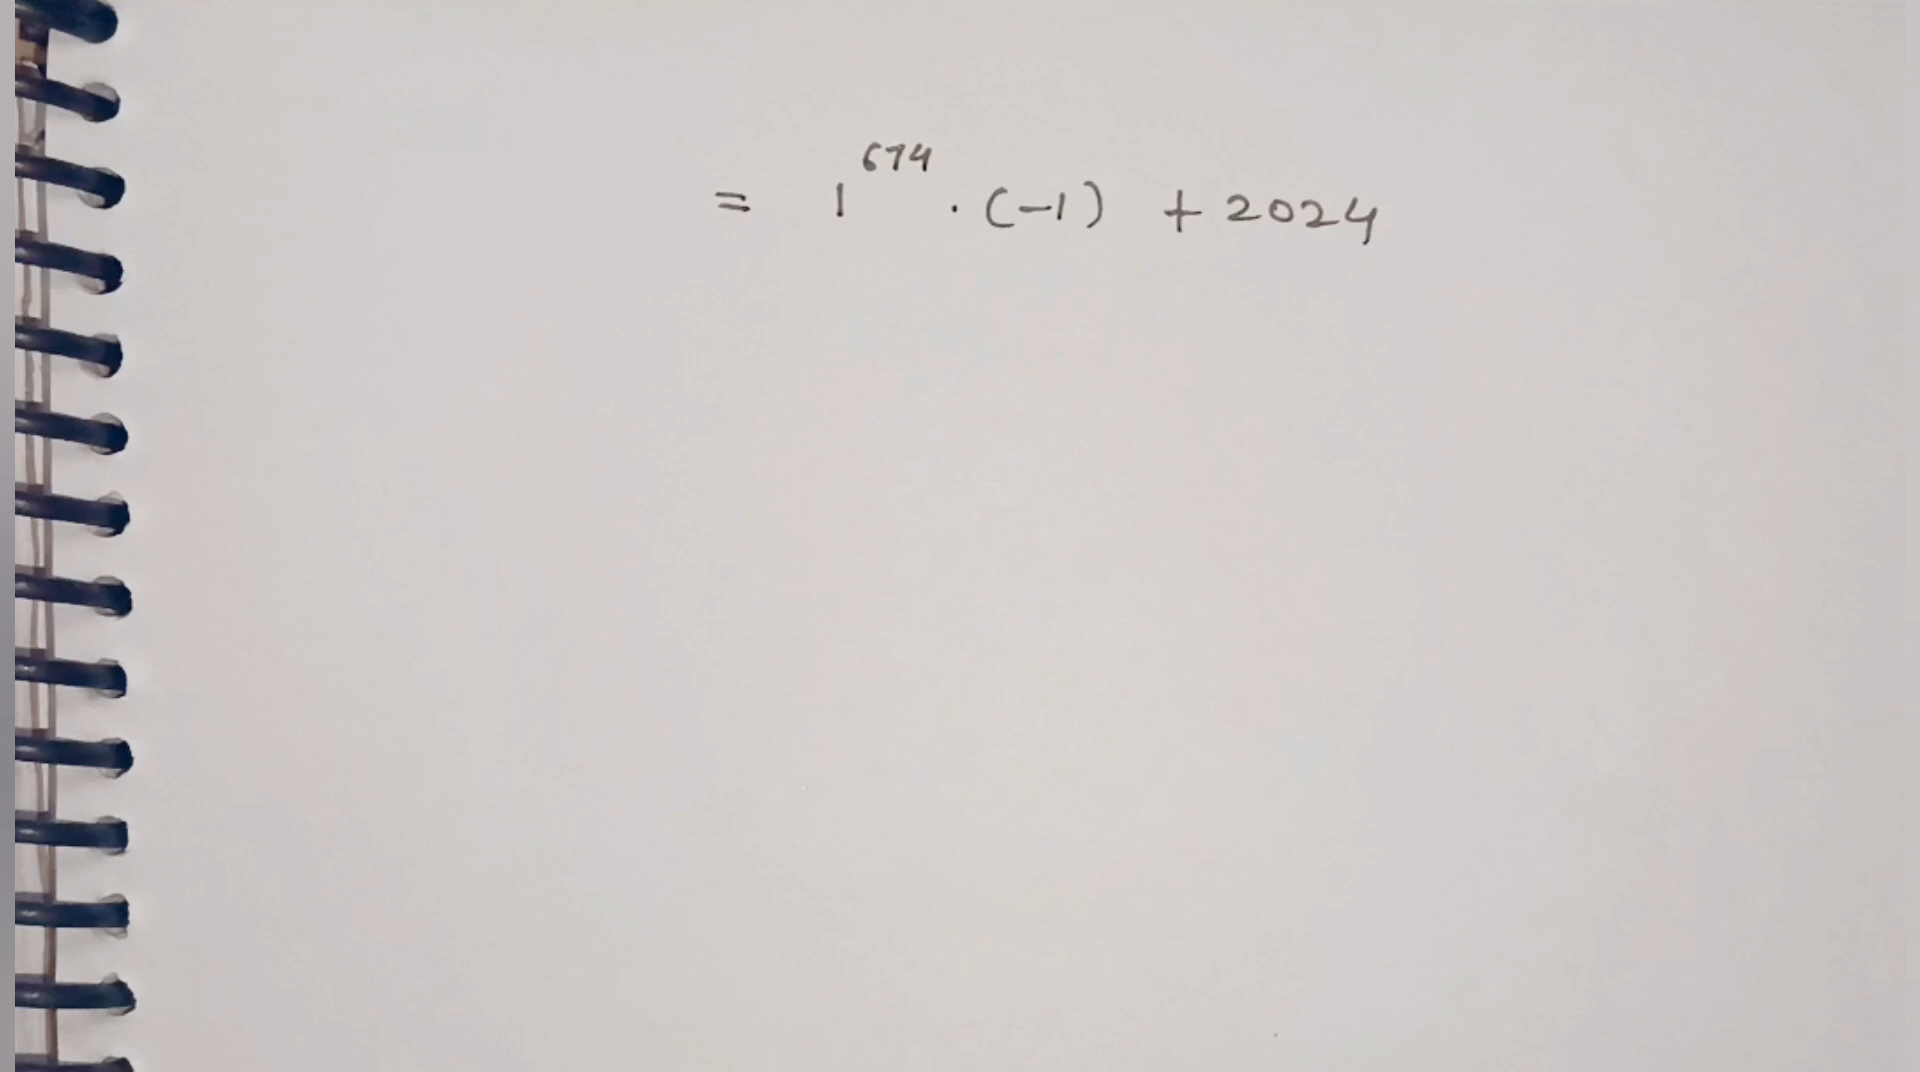 = 1^674 · (-1) + 2024